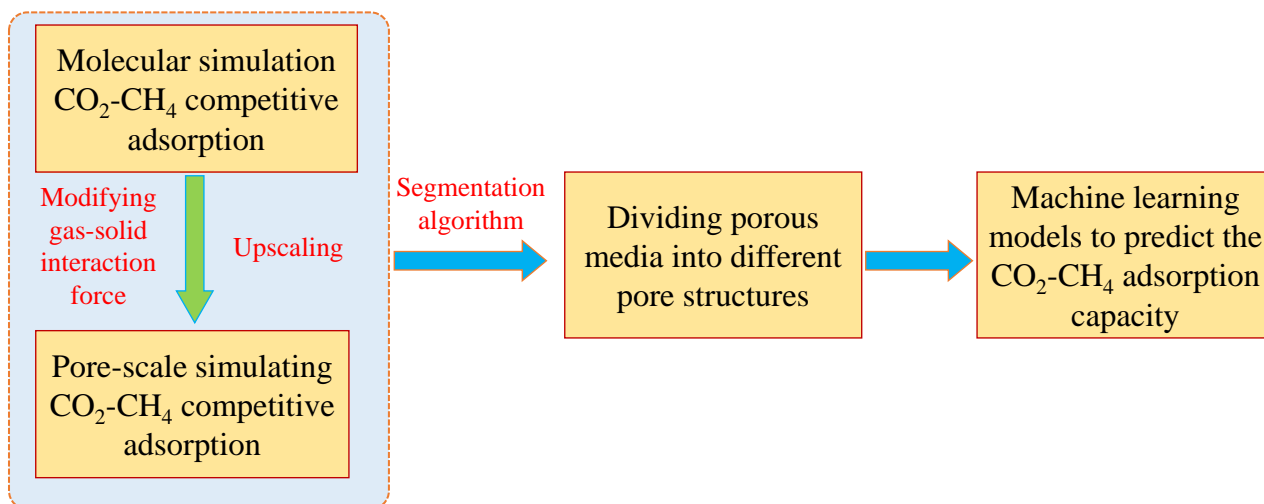 Molecular simulation
CO₂-CH₄ competitive
adsorption
Modifying
gas-solid
interaction
force
Upscaling
Pore-scale simulating
CO₂-CH₄ competitive
adsorption
Segmentation
algorithm
Dividing porous
media into different
pore structures
Machine learning
models to predict the
CO₂-CH₄ adsorption
capacity